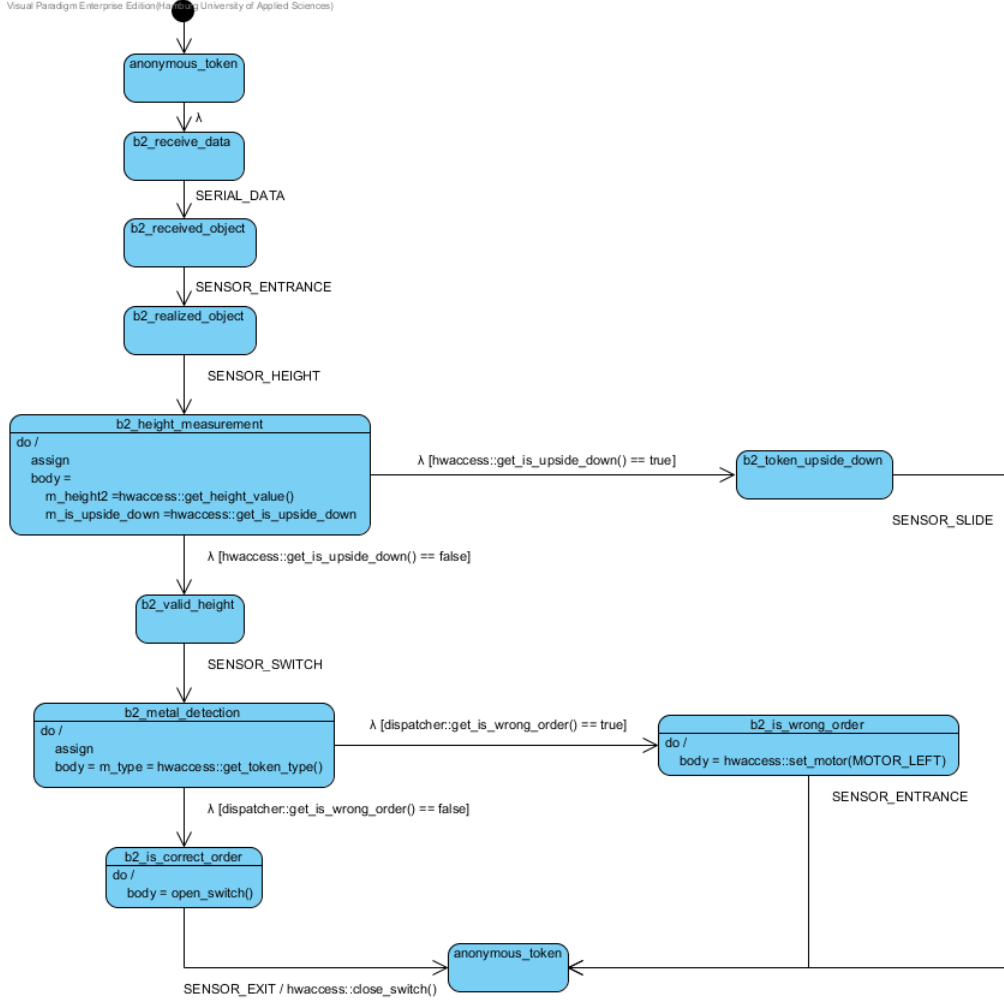 Visual Paradigm Enterprise Edition(Hamburg University of Applied Sciences)
anonymous_token
λ
b2_receive_data
SERIAL_DATA
b2_received_object
SENSOR_ENTRANCE
b2_realized_object
SENSOR_HEIGHT
b2_height_measurement
do /
assign
body =
m_height2 =hwaccess::get_height_value()
m_is_upside_down =hwaccess::get_is_upside_down
λ [hwaccess::get_is_upside_down() == true]
b2_token_upside_down
SENSOR_SLIDE
λ [hwaccess::get_is_upside_down() == false]
b2_valid_height
SENSOR_SWITCH
b2_metal_detection
do /
assign
body = m_type = hwaccess::get_token_type()
λ [dispatcher::get_is_wrong_order() == true]
b2_is_wrong_order
do /
body = hwaccess::set_motor(MOTOR_LEFT)
SENSOR_ENTRANCE
λ [dispatcher::get_is_wrong_order() == false]
b2_is_correct_order
do /
body = open_switch()
anonymous_token
SENSOR_EXIT / hwaccess::close_switch()